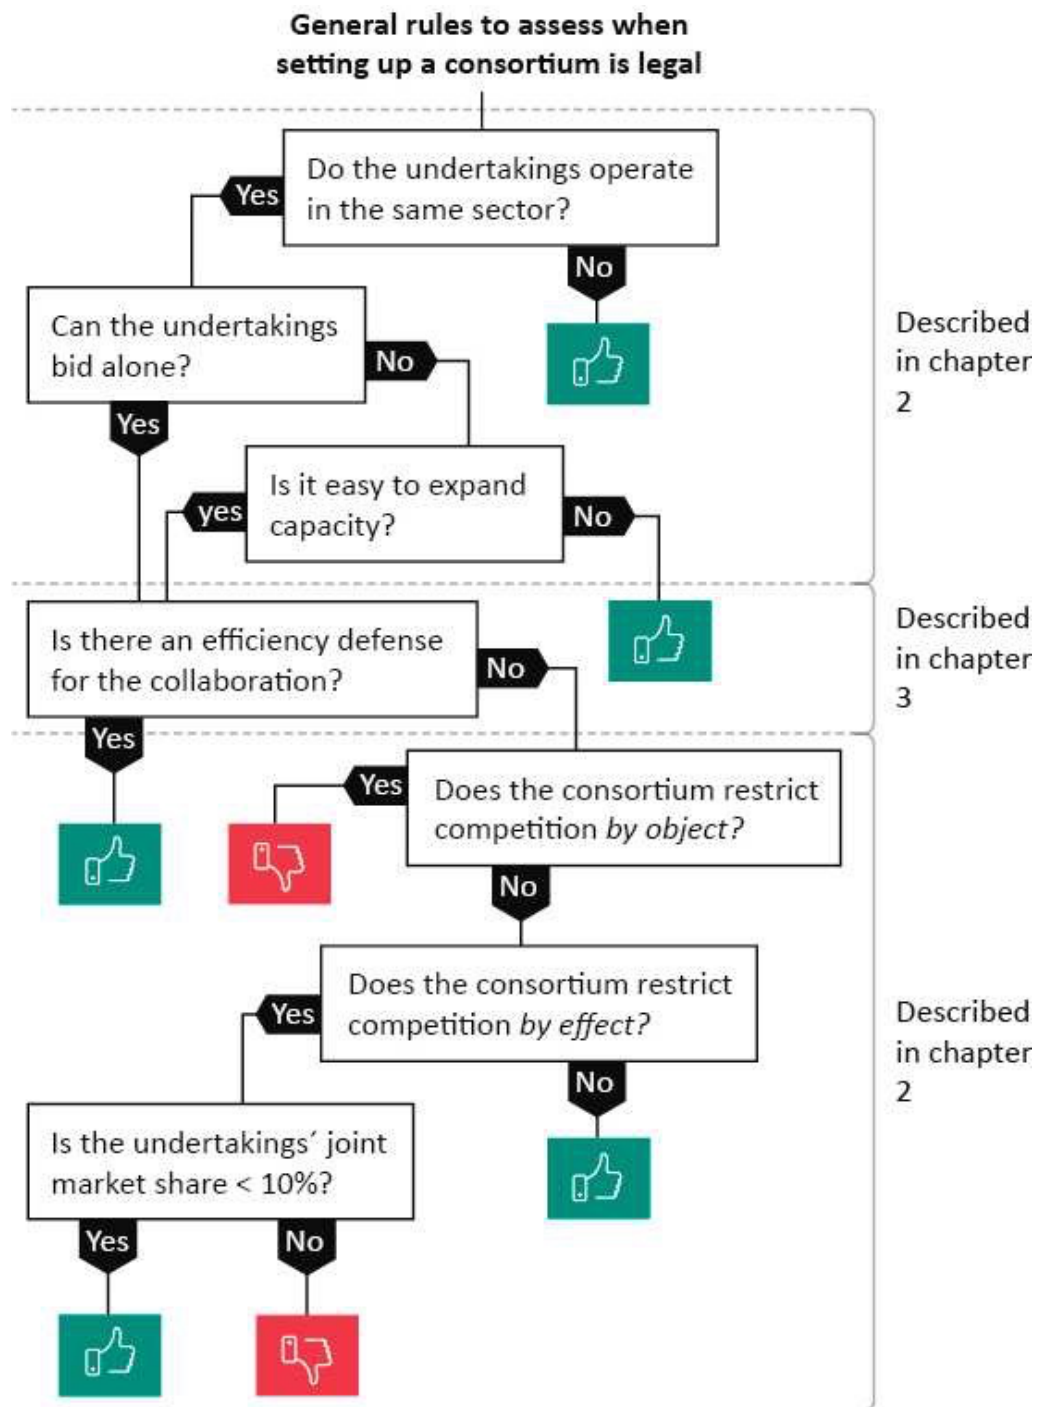 General rules to assess when
setting up a consortium is legal
Do the undertakings operate
in the same sector?
Yes
No
Can the undertakings
bid alone?
No
Yes
Described
in chapter
2
Is it easy to expand
capacity?
yes
No
Is there an efficiency defense
for the collaboration?
No
Yes
Described
in chapter
3
Does the consortium restrict
competition by object?
Yes
No
Does the consortium restrict
competition by effect?
Yes
No
Described
in chapter
2
Is the undertakings´ joint
market share < 10%?
Yes
No